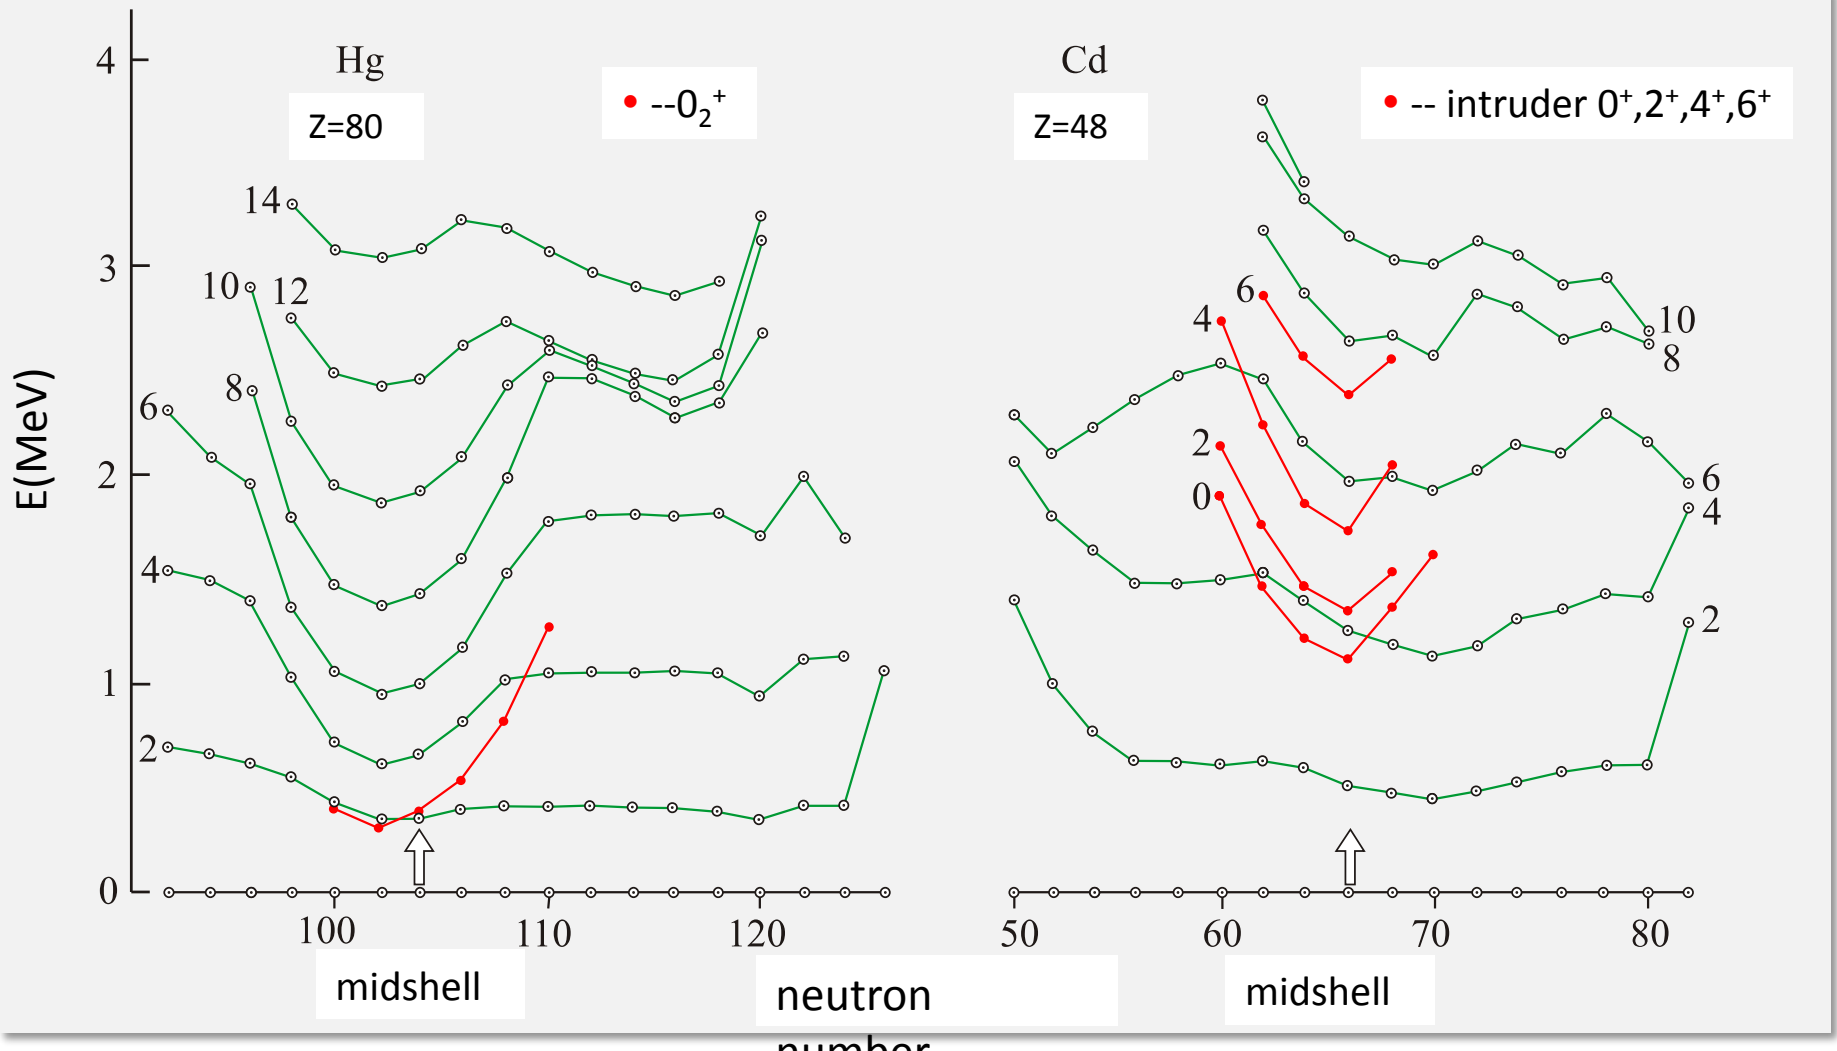 4
Hg
Z=80
--0₂⁺
Cd
Z=48
-- intruder 0⁺,2⁺,4⁺,6⁺
14
3
10
12
8
6
4
2
2
1
0
E(MeV)
6
4
2
0
10
8
6
4
2
100
110
120
50
60
70
80
midshell
neutron
number
midshell